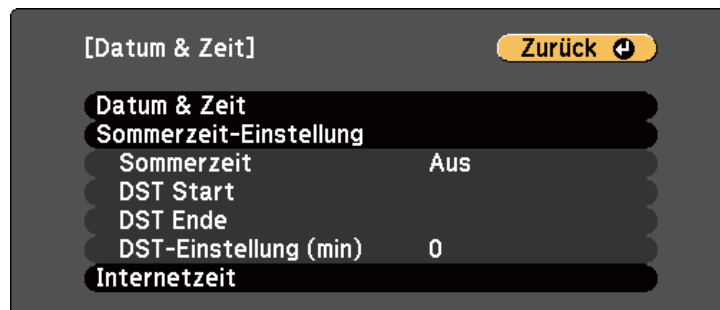 [Datum & Zeit]
Zurück
Datum & Zeit
Sommerzeit-Einstellung
Sommerzeit Aus
DST Start
DST Ende
DST-Einstellung (min) 0
Internetzeit